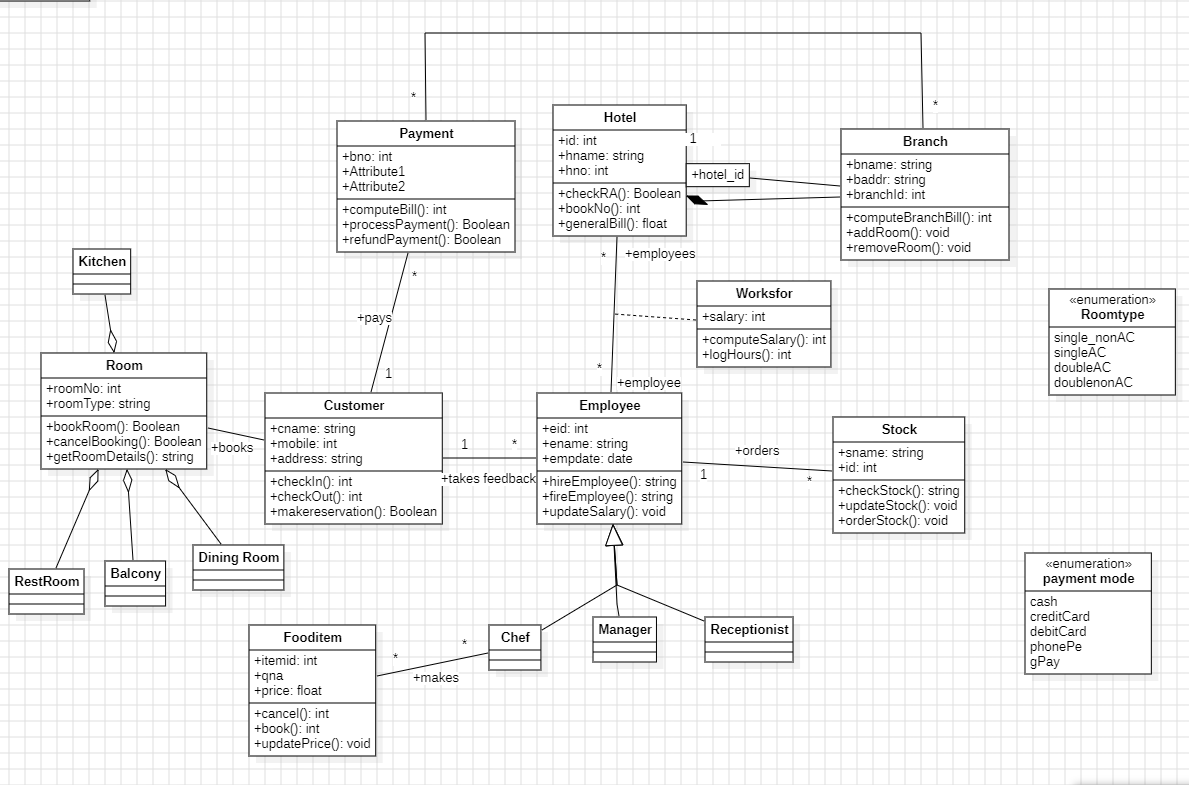 *
*
Payment
+bno: int
+Attribute1
+Attribute2
+computeBill(): int
+processPayment(): Boolean
+refundPayment(): Boolean
Hotel
+id: int
+hname: string
+hno: int
+checkRA(): Boolean
+bookNo(): int
+generalBill(): float
1
+hotel_id
Branch
+bname: string
+baddr: string
+branchId: int
+computeBranchBill(): int
+addRoom(): void
+removeRoom(): void
*
+employees
*
+pays
1
Kitchen
Worksfor
+salary: int
+computeSalary(): int
+logHours(): int
«enumeration»
Roomtype
single_nonAC
singleAC
doubleAC
doublenonAC
Room
+roomNo: int
+roomType: string
+bookRoom(): Boolean
+cancelBooking(): Boolean
+getRoomDetails(): string
+books
Customer
+cname: string
+mobile: int
+address: string
+checkIn(): int
+checkOut(): int
+makereservation(): Boolean
1
*
+takes feedback
*
+employee
Employee
+eid: int
+ename: string
+empdate: date
+hireEmployee(): string
+fireEmployee(): string
+updateSalary(): void
+orders
1
*
Stock
+sname: string
+id: int
+checkStock(): string
+updateStock(): void
+orderStock(): void
RestRoom
Balcony
Dining Room
«enumeration»
payment mode
cash
creditCard
debitCard
phonePe
gPay
Fooditem
+itemid: int
+qna
+price: float
+cancel(): int
+book(): int
+updatePrice(): void
*
*
+makes
Chef
Manager
Receptionist